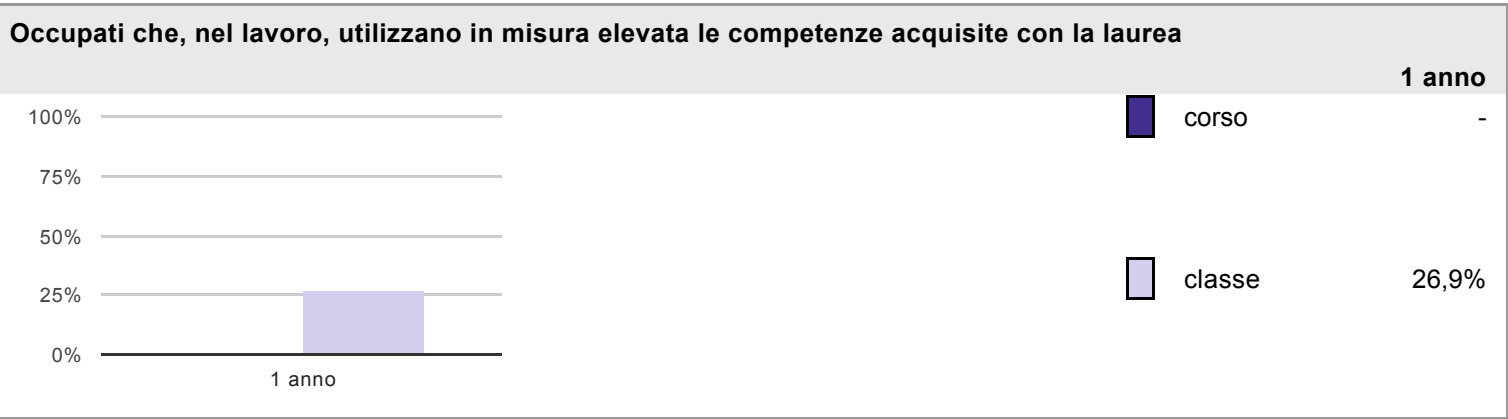 Occupati che, nel lavoro, utilizzano in misura elevata le competenze acquisite con la laurea
1 anno
100%
75%
50%
25%
0%
1 anno
corso -
classe 26,9%